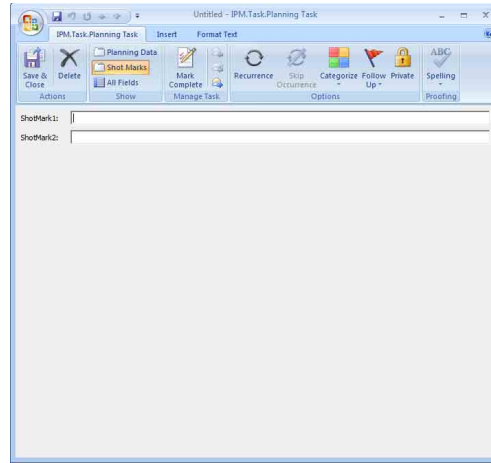 Untitled - IPM.Task.Planning Task
IPM.Task.Planning Task Insert Format Text
Save & Close
Delete
Actions
Planning Data
Shot Marks
All Fields
Show
Mark Complete
Manage Task
Recurrence
Skip Occurrence
Categorize
Follow Up
Private
Options
ABC
Spelling
Proofing
ShotMark1:
ShotMark2: